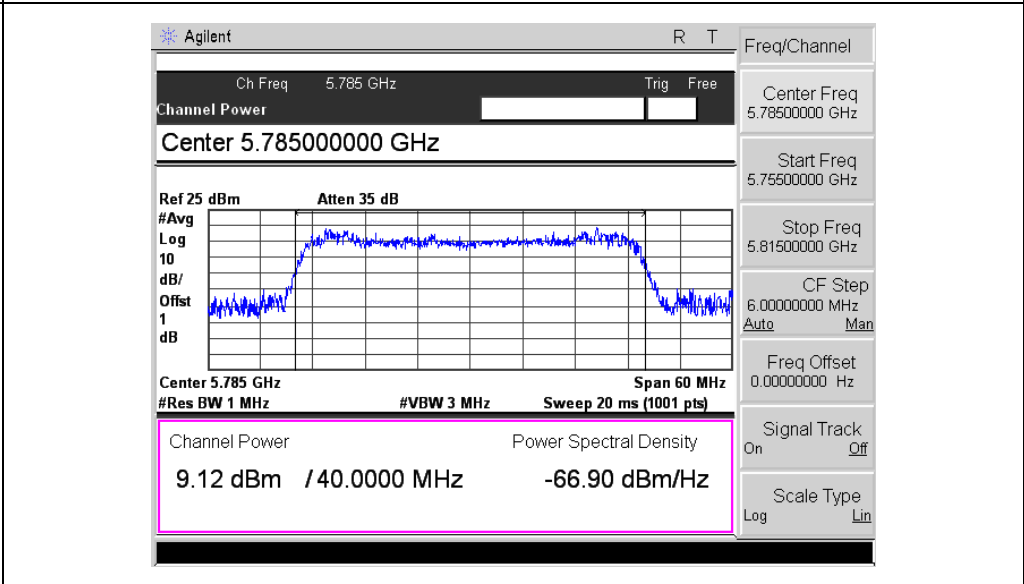 Agilent R T
Ch Freq 5.785 GHz Trig Free
Channel Power
Center 5.785000000 GHz
Ref 25 dBm Atten 35 dB
#Avg
Log
10
dB/
Offst
1
dB
Center 5.785 GHz Span 60 MHz
#Res BW 1 MHz #VBW 3 MHz Sweep 20 ms (1001 pts)
Channel Power Power Spectral Density
9.12 dBm /40.0000 MHz -66.90 dBm/Hz
Freq/Channel
Center Freq
5.78500000 GHz
Start Freq
5.75500000 GHz
Stop Freq
5.81500000 GHz
CF Step
6.00000000 MHz
Auto Man
Freq Offset
0.00000000 Hz
Signal Track
On Off
Scale Type
Log Lin